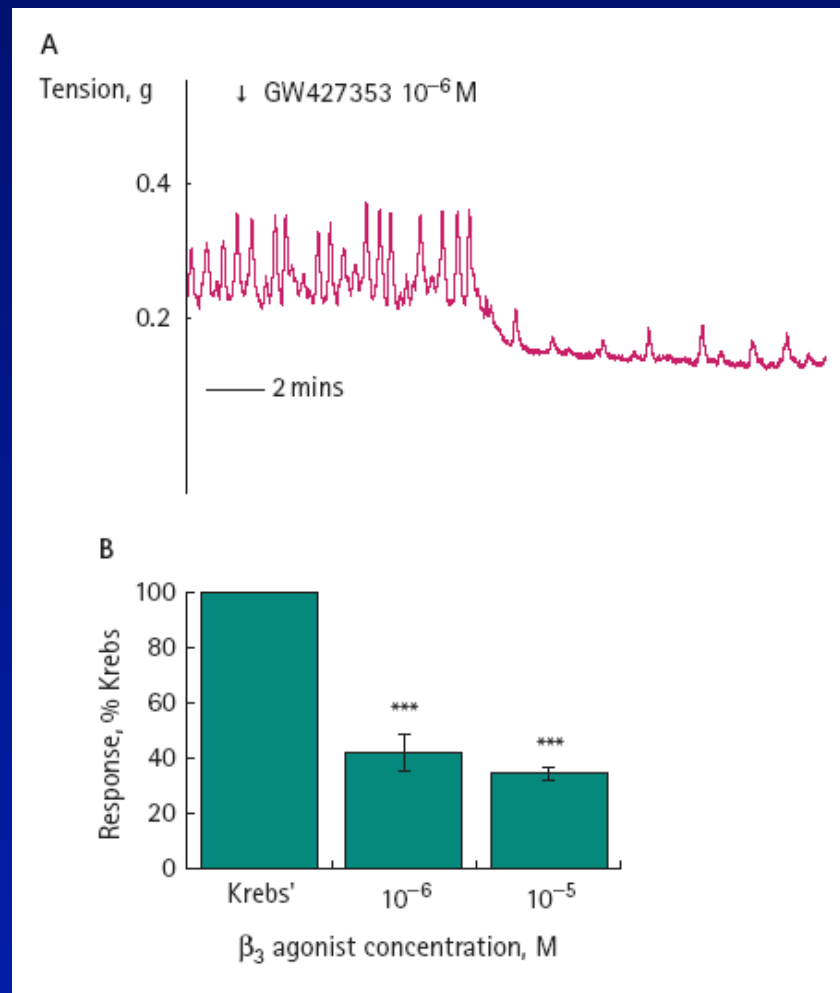 A
Tension, g
↓ GW427353 10⁻⁶ M
0.4
0.2
2 mins
B
Response, % Krebs
100
80
60
40
20
0
***
***
Krebs'
10⁻⁶
10⁻⁵
β₃ agonist concentration, M